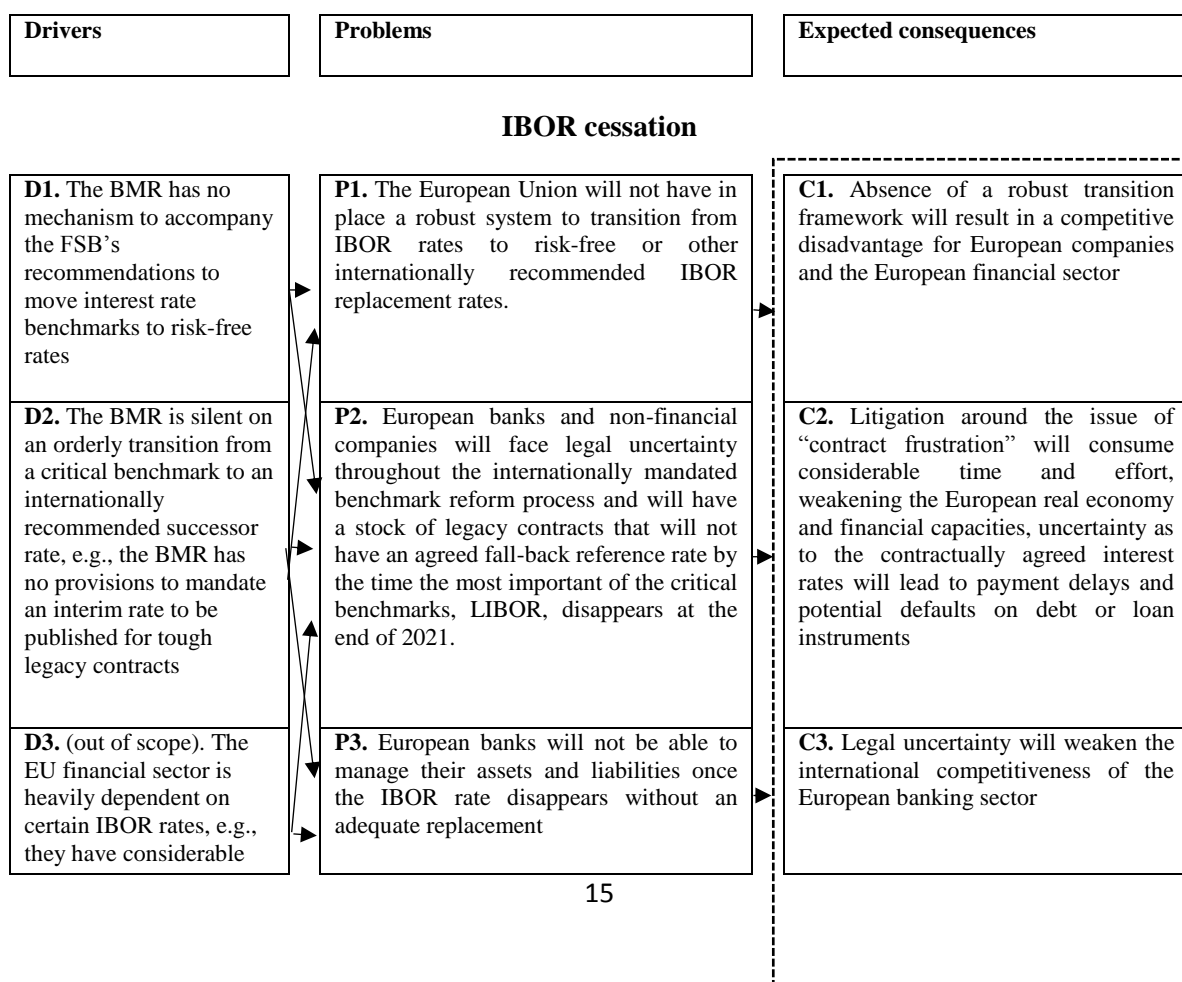 Drivers
Problems
Expected consequences
IBOR cessation
D1. The BMR has no
mechanism to accompany
the FSB’s
recommendations to
move interest rate
benchmarks to risk-free
rates
P1. The European Union will not have in
place a robust system to transition from
IBOR rates to risk-free or other
internationally recommended IBOR
replacement rates.
C1. Absence of a robust transition
framework will result in a competitive
disadvantage for European companies
and the European financial sector
D2. The BMR is silent on
an orderly transition from
a critical benchmark to an
internationally
recommended successor
rate, e.g., the BMR has
no provisions to mandate
an interim rate to be
published for tough
legacy contracts
P2. European banks and non-financial
companies will face legal uncertainty
throughout the internationally mandated
benchmark reform process and will have
a stock of legacy contracts that will not
have an agreed fall-back reference rate by
the time the most important of the critical
benchmarks, LIBOR, disappears at the
end of 2021.
C2. Litigation around the issue of
“contract frustration” will consume
considerable time and effort,
weakening the European real economy
and financial capacities, uncertainty as
to the contractually agreed interest
rates will lead to payment delays and
potential defaults on debt or loan
instruments
D3. (out of scope). The
EU financial sector is
heavily dependent on
certain IBOR rates, e.g.,
they have considerable
P3. European banks will not be able to
manage their assets and liabilities once
the IBOR rate disappears without an
adequate replacement
C3. Legal uncertainty will weaken the
international competitiveness of the
European banking sector
15